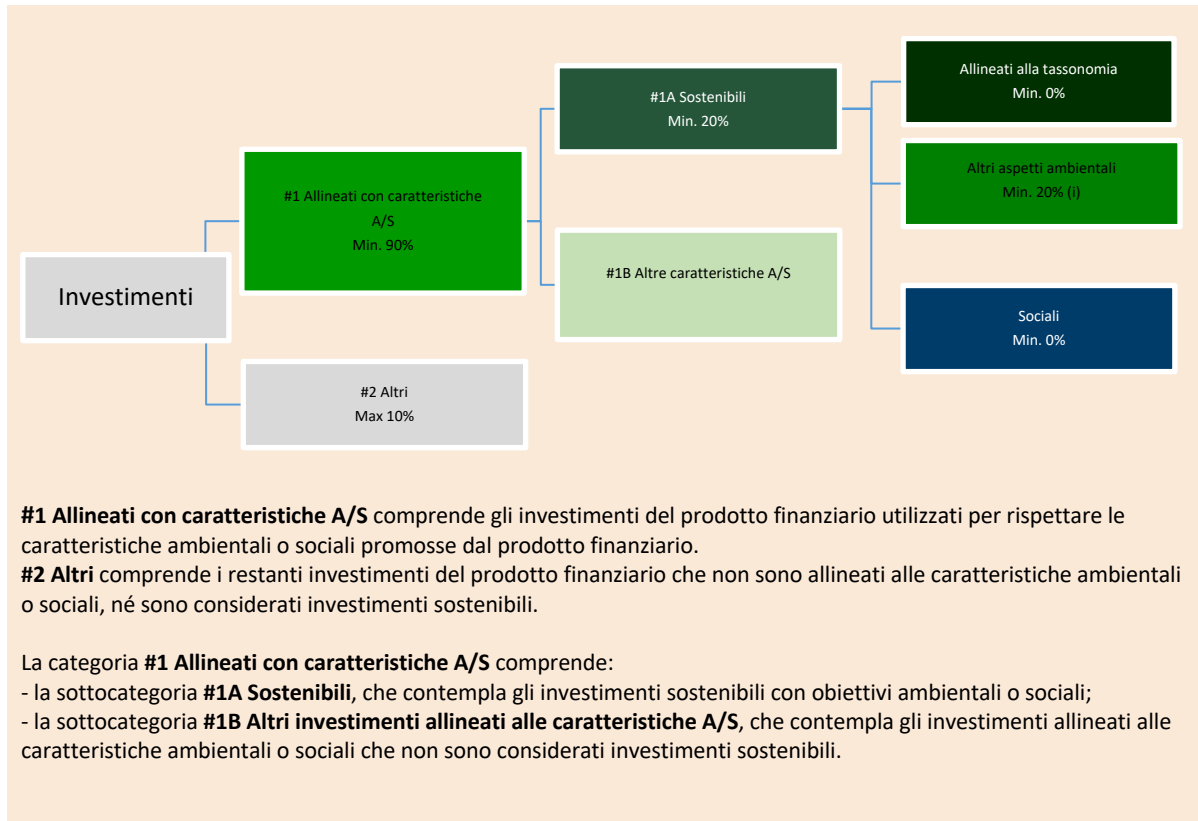 Allineati alla tassonomia
Min. 0%
#1A Sostenibili
Min. 20%
Altri aspetti ambientali
Min. 20% (i)
#1 Allineati con caratteristiche
A/S
Min. 90%
#1B Altre caratteristiche A/S
Investimenti
Sociali
Min. 0%
#2 Altri
Max 10%
#1 Allineati con caratteristiche A/S comprende gli investimenti del prodotto finanziario utilizzati per rispettare le
caratteristiche ambientali o sociali promosse dal prodotto finanziario.
#2 Altri comprende i restanti investimenti del prodotto finanziario che non sono allineati alle caratteristiche ambientali
o sociali, né sono considerati investimenti sostenibili.
La categoria #1 Allineati con caratteristiche A/S comprende:
- la sottocategoria #1A Sostenibili, che contempla gli investimenti sostenibili con obiettivi ambientali o sociali;
- la sottocategoria #1B Altri investimenti allineati alle caratteristiche A/S, che contempla gli investimenti allineati alle
caratteristiche ambientali o sociali che non sono considerati investimenti sostenibili.